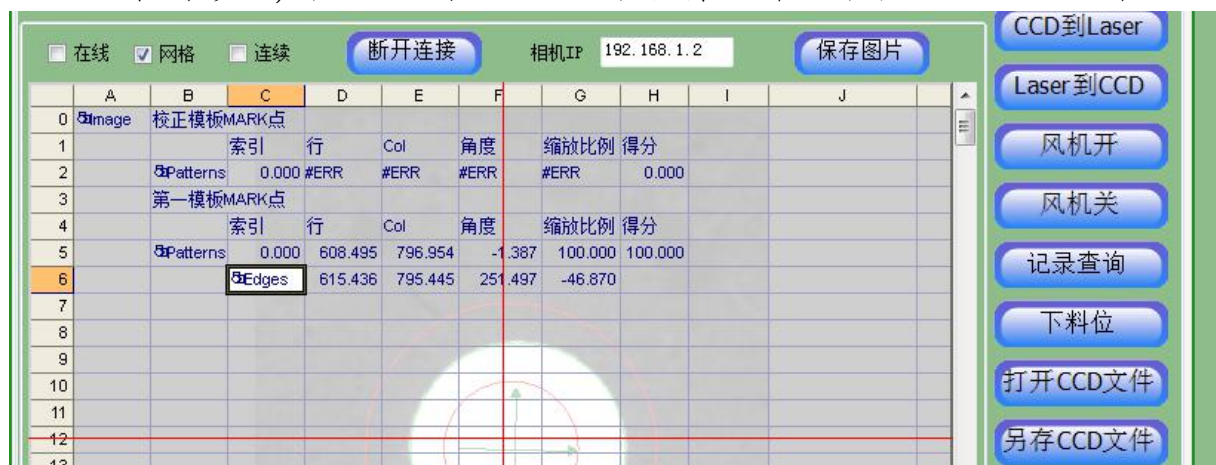 CCD到Laser
在线 网格 连续 断开连接 相机IP 192.168.1.2 保存图片
Laser到CCD
A B C D E F G H I J
0 Image 校正模板MARK点
1 索引 行 Col 角度 缩放比例 得分
风机开
2 Patterns 0.000 #ERR #ERR #ERR #ERR 0.000
3 第一模板MARK点
风机关
4 索引 行 Col 角度 缩放比例 得分
5 Patterns 0.000 608.495 796.954 -1.387 100.000 100.000
记录查询
6 Edges 615.436 795.445 251.497 -46.870
7
8
下料位
9
10
打开CCD文件
11
12
另存CCD文件